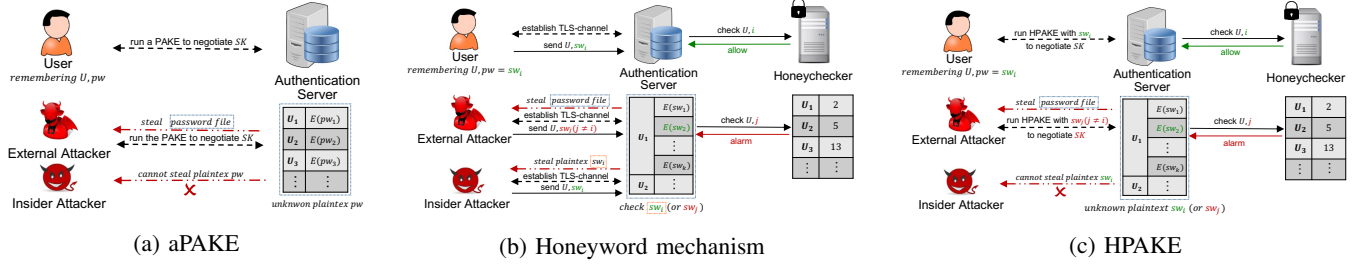 run a PAKE to negotiate SK
User
remembering U, pw
Authentication
Server
steal password file
run the PAKE to negotiate SK
External Attacker
cannot steal plaintex pw
Insider Attacker
U1 E(pw1)
U2 E(pw2)
U3 E(pw3)
⋮ ⋮
unknwon plaintex pw
(a) aPAKE
establish TLS-channel
send U, swi
User
remembering U, pw = swi
check U, i
allow
Authentication
Server
Honeychecker
steal password file
establish TLS-channel
send U, swj(j ≠ i)
External Attacker
steal plaintex swi
establish TLS-channel
send U, swi
Insider Attacker
U1
E(sw1)
E(sw2)
⋮
E(swk)
U2 ⋮
check U, j
alarm
U1 2
U2 5
U3 13
⋮ ⋮
check swi (or swj)
(b) Honeyword mechanism
run HPAKE with swi
to negotiate SK
User
remembering U, pw = swi
check U, i
allow
Authentication
Server
Honeychecker
steal password file
run HPAKE with swj(j ≠ i)
to negotiate SK
External Attacker
cannot steal plaintex swi
Insider Attacker
U1
E(sw1)
E(sw2)
⋮
E(swk)
U2 ⋮
check U, j
alarm
U1 2
U2 5
U3 13
⋮ ⋮
unknown plaintext swi (or swj)
(c) HPAKE